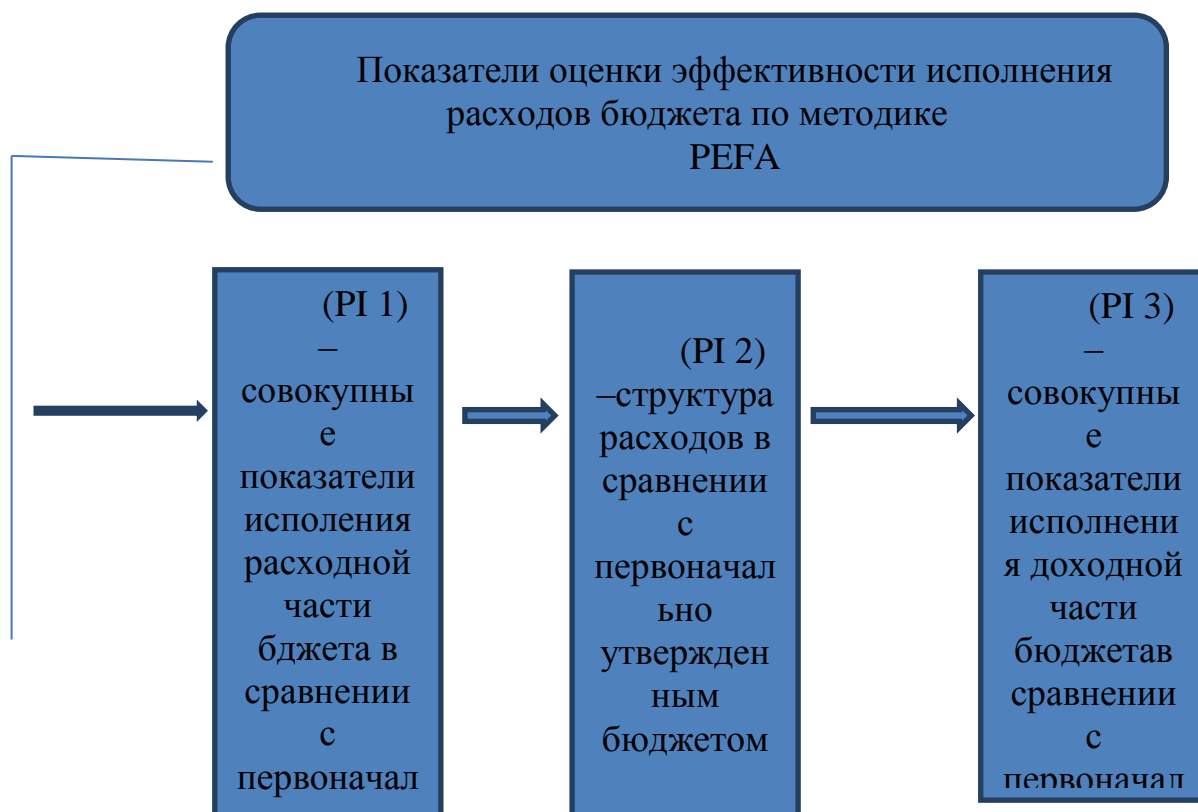 Показатели оценки эффективности исполнения
расходов бюджета по методике
PEFA
(PI 1)
–
совокупны
е
показатели
исполения
расходной
части
бджета в
сравнении
с
первоначал
(PI 2)
–структура
расходов в
сравнении
с
первоначал
ьно
утвержден
ным
бюджетом
(PI 3)
–
совокупны
е
показатели
исполнени
я доходной
части
бюджетав
сравнении
с
первоначал